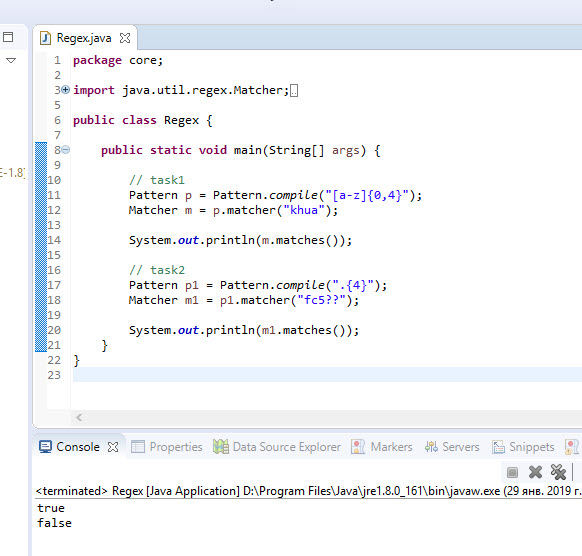 Regex.java
1 package core;
2
3 import java.util.regex.Matcher;
5
6 public class Regex {
7
8 public static void main(String[] args) {
9
E-1.8]
10 // task1
11 Pattern p = Pattern.compile("[a-z]{0,4}");
12 Matcher m = p.matcher("khua");
13
14 System.out.println(m.matches());
15
16 // task2
17 Pattern p1 = Pattern.compile(".{4}");
18 Matcher m1 = p1.matcher("fc5??");
19
20 System.out.println(m1.matches());
21 }
22 }
23
Console Properties Data Source Explorer Markers Servers Snippets
<terminated> Regex [Java Application] D:\Program Files\Java\jre1.8.0_161\bin\javaw.exe (29 янв. 2019 г.
true
false